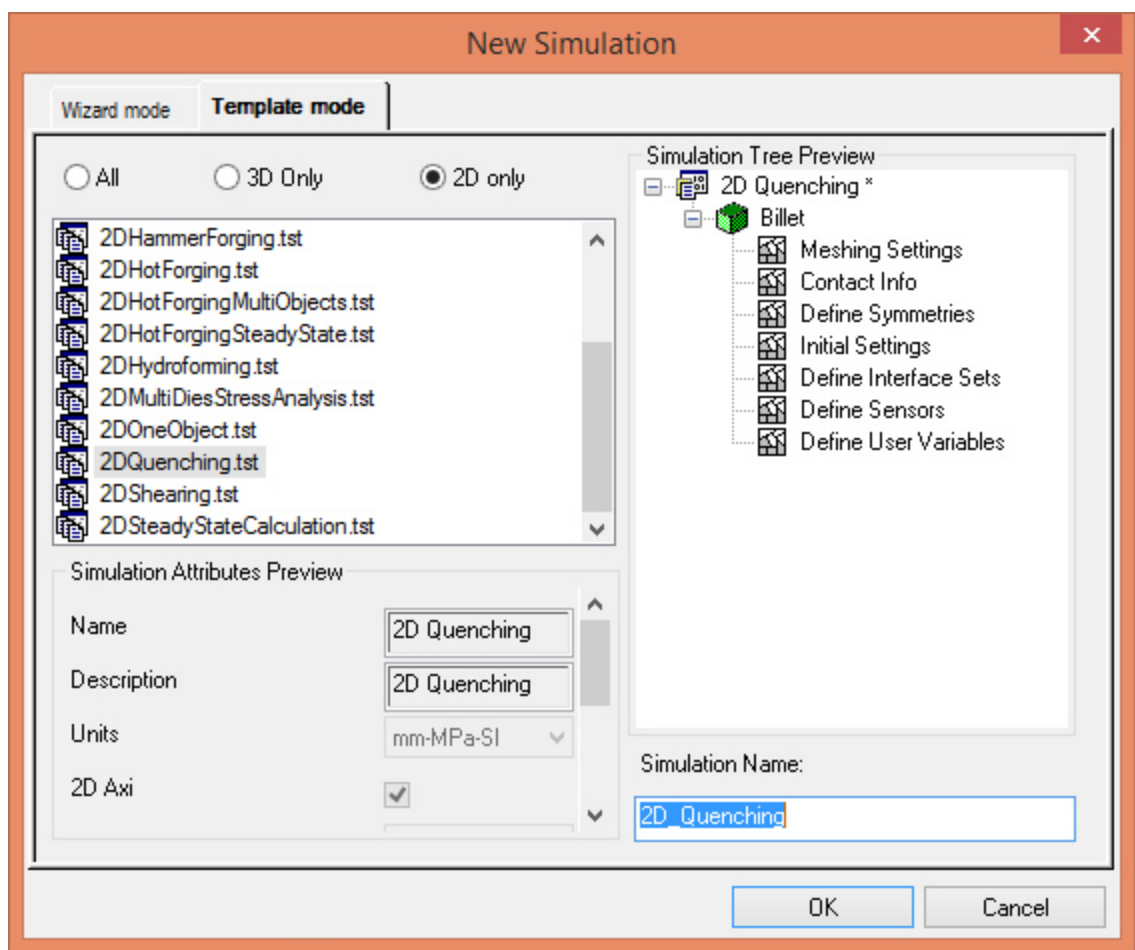 New Simulation
Wizard mode
Template mode
All
3D Only
2D only
2DHammerForging.tst
2DHotForging.tst
2DHotForgingMultiObjects.tst
2DHotForgingSteadyState.tst
2DHydroforming.tst
2DMultiDiesStressAnalysis.tst
2DOneObject.tst
2DQuenching.tst
2DShearing.tst
2DSteadyStateCalculation.tst
Simulation Attributes Preview
Name
2D Quenching
Description
2D Quenching
Units
mm-MPa-SI
2D Axi
Simulation Tree Preview
2D Quenching *
Billet
Meshing Settings
Contact Info
Define Symmetries
Initial Settings
Define Interface Sets
Define Sensors
Define User Variables
Simulation Name:
2D_Quenching
OK
Cancel